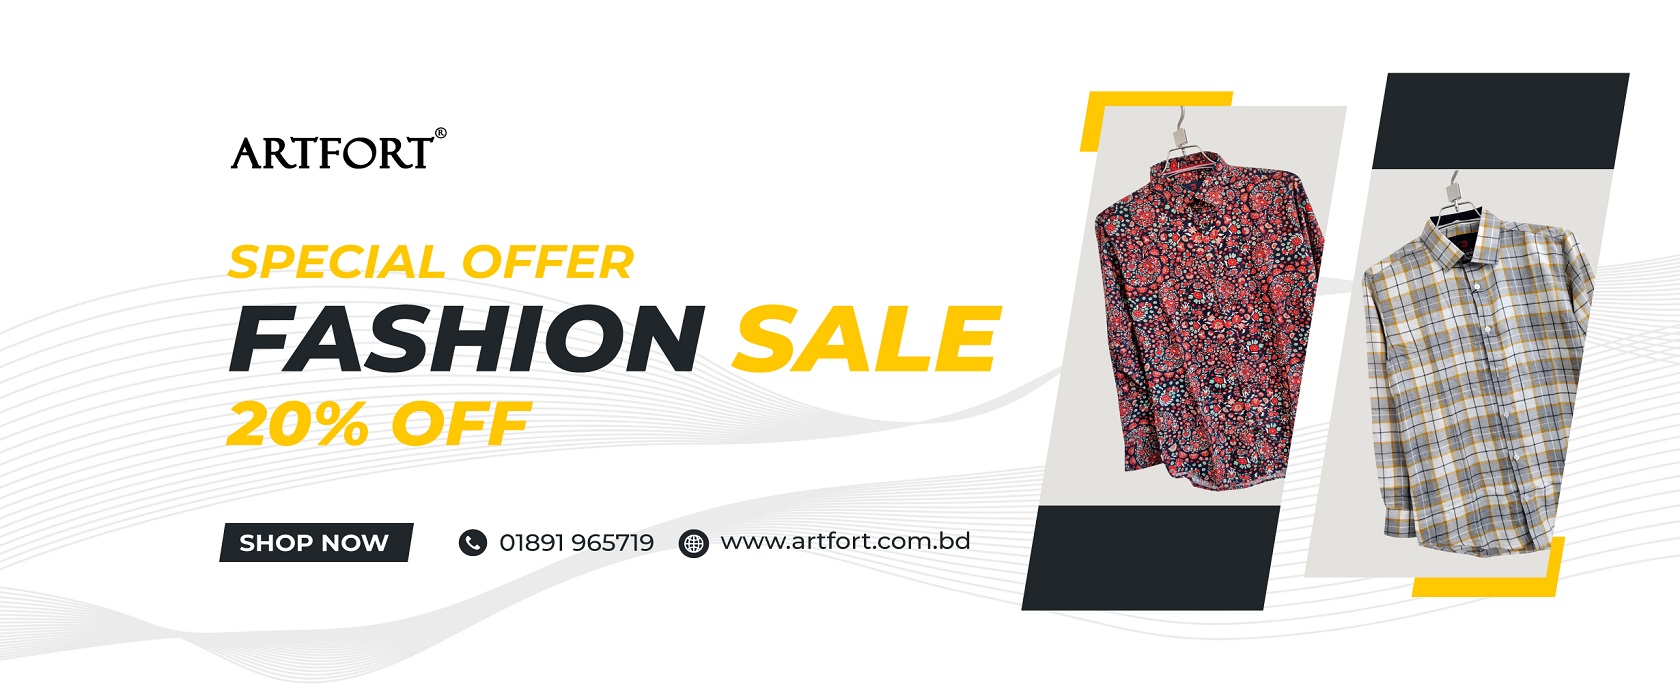 ARTFORT®
SPECIAL OFFER
FASHION SALE
20% OFF
SHOP NOW
01891 965719
www.artfort.com.bd